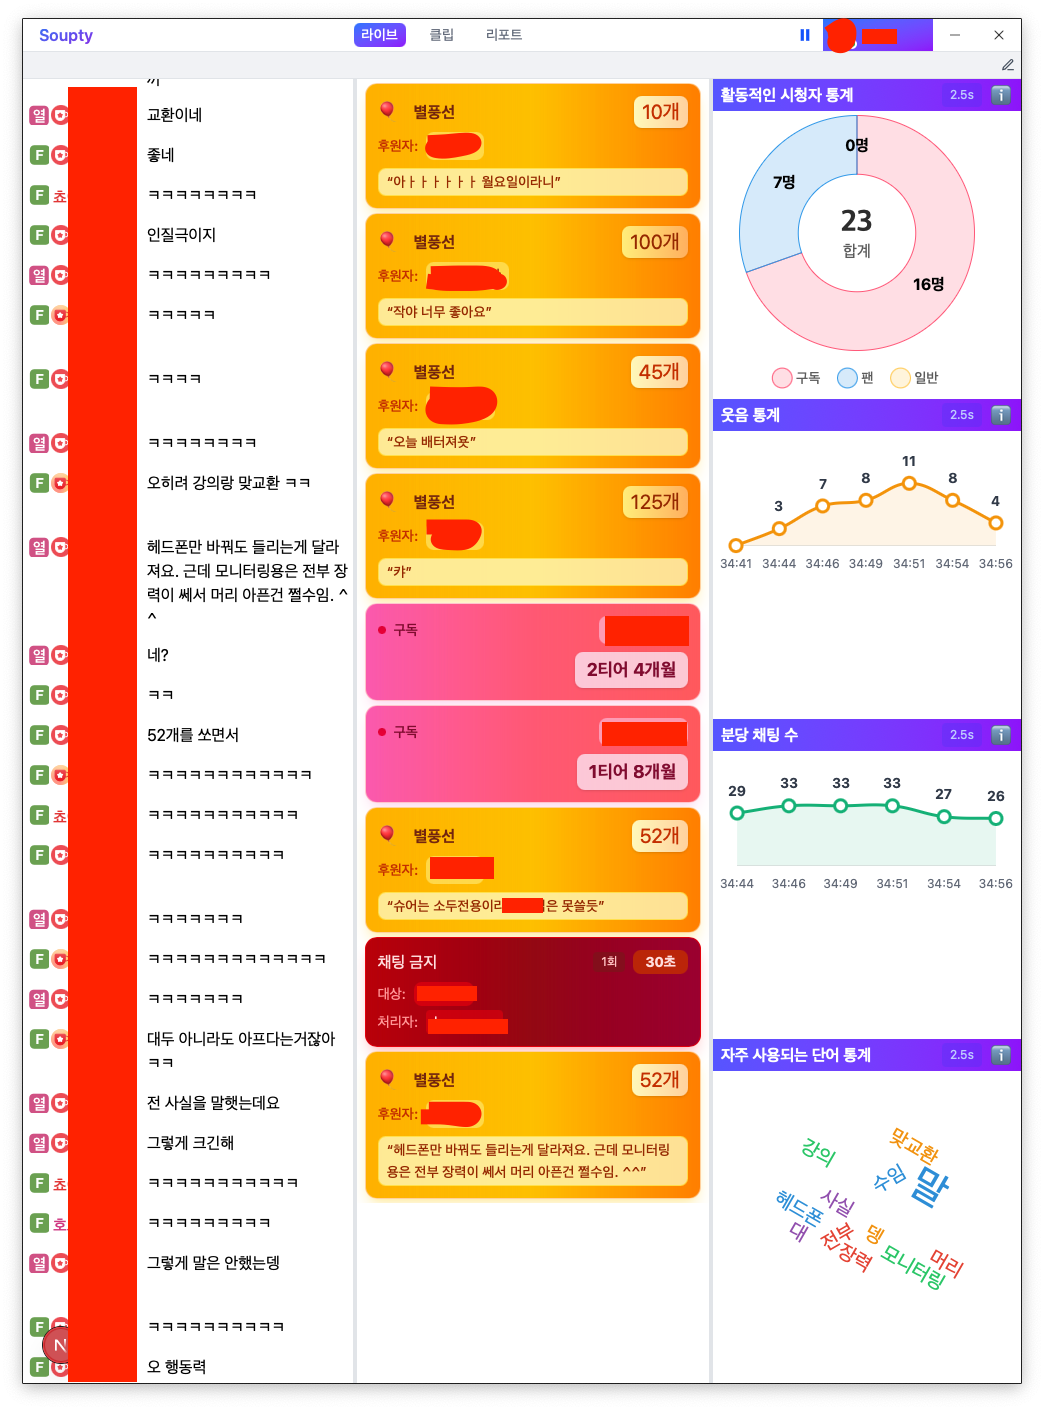 Soupty
라이브
클립
리포트
교환이네
좋네
ㅋㅋㅋㅋㅋㅋㅋㅋ
인질극이지
ㅋㅋㅋㅋㅋㅋㅋㅋㅋ
ㅋㅋㅋㅋㅋ
ㅋㅋㅋㅋ
ㅋㅋㅋㅋㅋㅋㅋㅋ
오히려 강의랑 맞교환 ㅋㅋ
헤드폰만 바꿔도 들리는게 달라
져요. 근데 모니터링용은 전부 장
력이 쎄서 머리 아픈건 쩔수임. ^
^
네?
ㅋㅋ
52개를 쏘면서
ㅋㅋㅋㅋㅋㅋㅋㅋㅋㅋㅋㅋ
ㅋㅋㅋㅋㅋㅋㅋㅋㅋㅋㅋ
ㅋㅋㅋㅋㅋㅋㅋㅋㅋㅋ
ㅋㅋㅋㅋㅋㅋㅋ
ㅋㅋㅋㅋㅋㅋㅋㅋㅋㅋㅋㅋㅋ
ㅋㅋㅋㅋㅋㅋㅋ
대두 아니라도 아프다는거잖아
ㅋㅋ
전 사실을 말햇는데요
그렇게 크긴해
ㅋㅋㅋㅋㅋㅋㅋㅋㅋㅋㅋ
ㅋㅋㅋㅋㅋㅋㅋㅋㅋ
그렇게 말은 안했는뎅
ㅋㅋㅋㅋㅋㅋㅋㅋㅋㅋ
오 행동력
별풍선
10개
후원자:
“아ㅏㅏㅏㅏㅏㅏ월요일이라니”
별풍선
100개
후원자:
“작야 너무 좋아요”
별풍선
45개
후원자:
“오늘 배터져욧”
별풍선
125개
후원자:
“캬”
구독
2티어 4개월
구독
1티어 8개월
별풍선
52개
후원자:
“슈어는 소두전용이라
은 못쓸듯”
채팅 금지
1회
30초
대상:
처리자:
별풍선
52개
후원자:
“헤드폰만 바꿔도 들리는게 달라져요. 근데 모니터링
용은 전부 장력이 쎄서 머리 아픈건 쩔수임. ^^”
활동적인 시청자 통계
2.5s
0명
7명
23
합계
16명
구독
팬
일반
웃음 통계
2.5s
3
7
8
11
8
4
34:41 34:44 34:46 34:49 34:51 34:54 34:56
분당 채팅 수
2.5s
29
33
33
33
27
26
34:44 34:46 34:49 34:51 34:54 34:56
자주 사용되는 단어 통계
2.5s
강의
맞교환
수임
말
헤드폰
사실
대
전부
뎅
장력
모니터링
머리